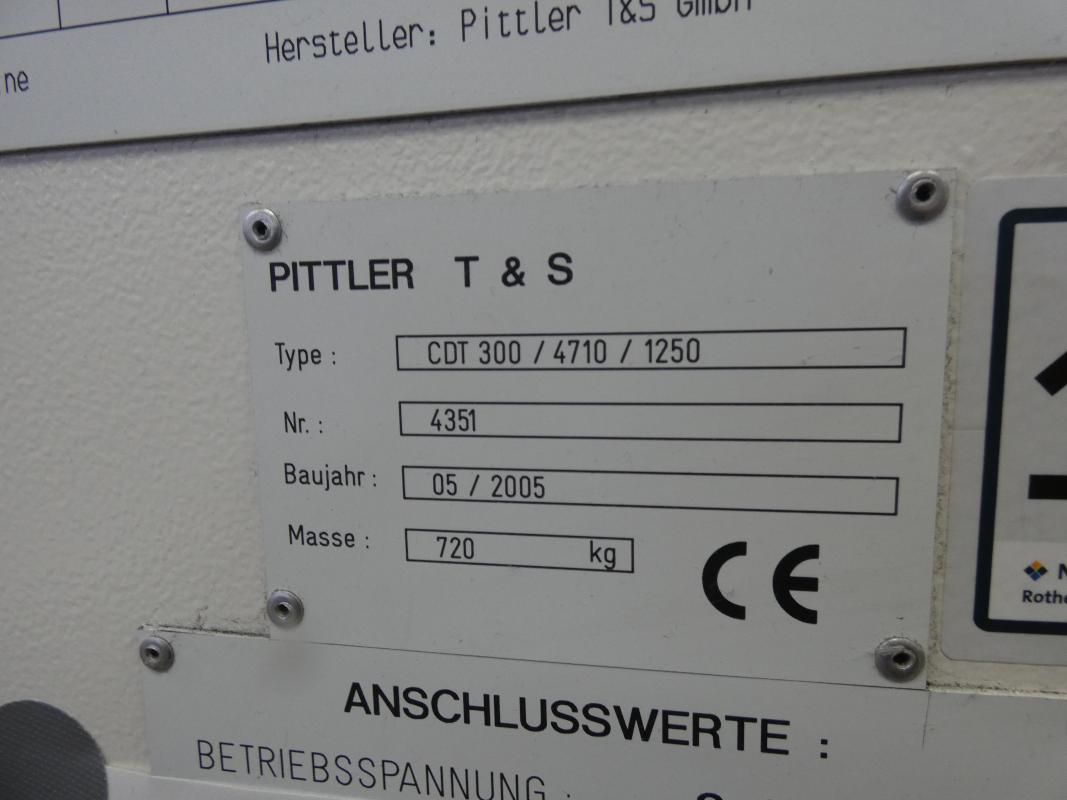 Hersteller: Pittler T&S GmbH
ne
PITTLER T & S
Type : CDT 300 / 4710 / 1250
Nr. : 4351
Baujahr : 05 / 2005
Masse : 720 kg
CE
ANSCHLUSSWERTE :
BETRIEBSSPANNUNG :